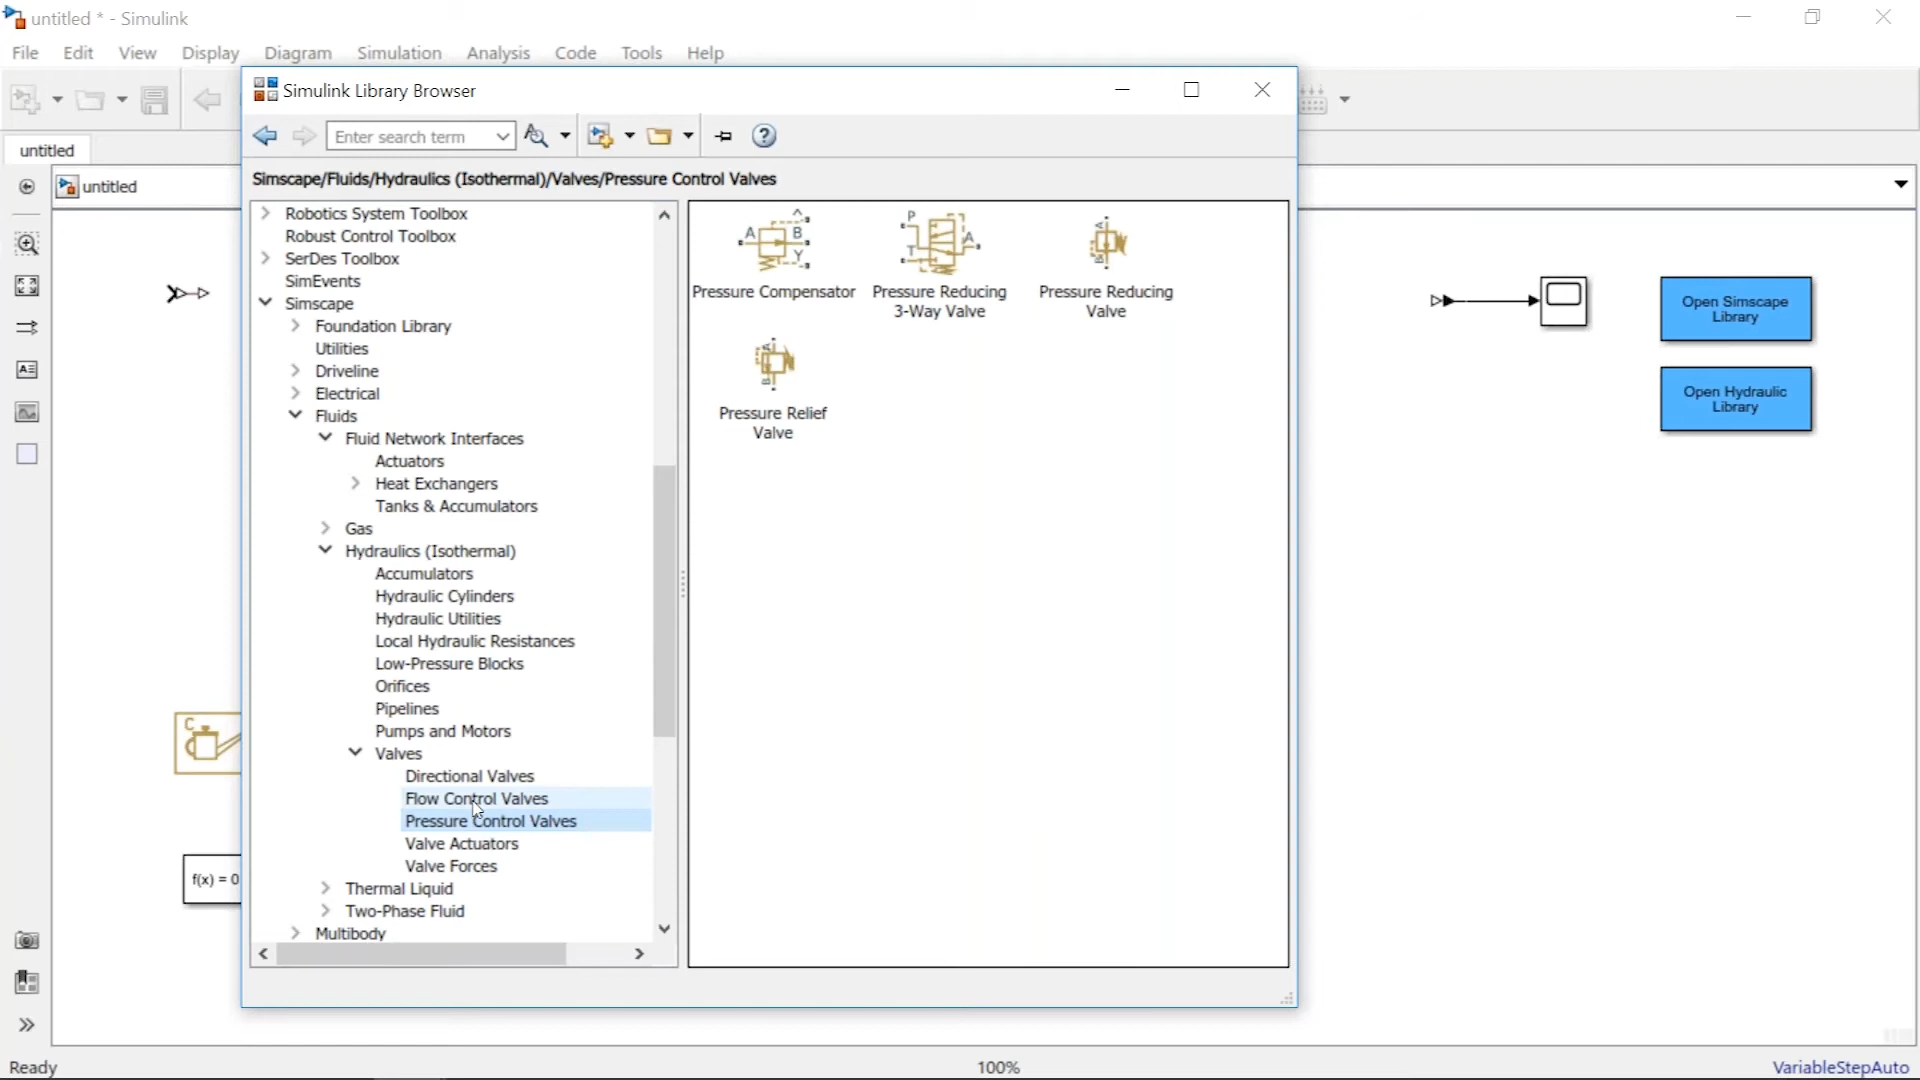 untitled * - Simulink
File Edit View Display Diagram Simulation Analysis Code Tools Help
Simulink Library Browser
Enter search term
untitled
untitled
Simscape/Fluids/Hydraulics (Isothermal)/Valves/Pressure Control Valves
Robotics System Toolbox
Robust Control Toolbox
SerDes Toolbox
SimEvents
Simscape
Foundation Library
Utilities
Driveline
Electrical
Fluids
Fluid Network Interfaces
Actuators
Heat Exchangers
Tanks & Accumulators
Gas
Hydraulics (Isothermal)
Accumulators
Hydraulic Cylinders
Hydraulic Utilities
Local Hydraulic Resistances
Low-Pressure Blocks
Orifices
Pipelines
Pumps and Motors
Valves
Directional Valves
Flow Control Valves
Pressure Control Valves
Valve Actuators
Valve Forces
Thermal Liquid
Two-Phase Fluid
Multibody
A B X Y
Pressure Compensator
P T A
Pressure Reducing
3-Way Valve
A B
Pressure Reducing
Valve
A B
Pressure Relief
Valve
Open Simscape
Library
Open Hydraulic
Library
C
f(x) = 0
Ready
100%
VariableStepAuto